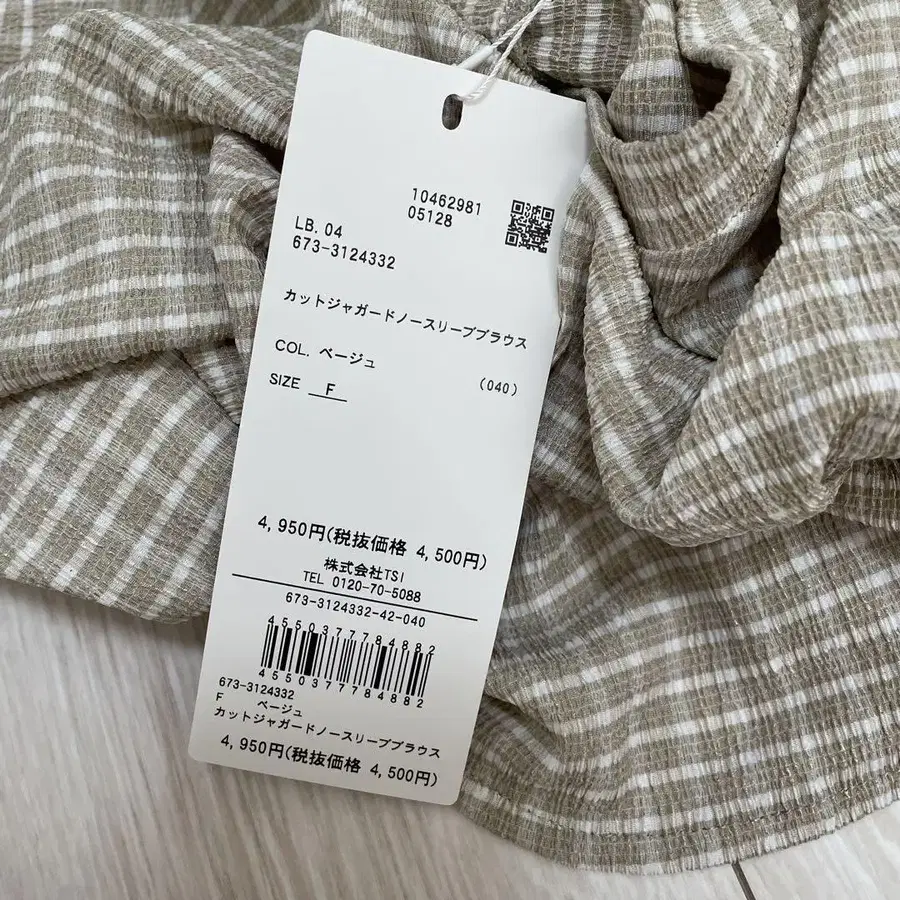 10462981
05128
LB. 04
673-3124332
カットジャガードノースリーブブラウス
COL. ベージュ (040)
SIZE F
4,950円(税抜価格 4,500円)
株式会社TSI
TEL 0120-70-5088
673-3124332-42-040
4550377784882
4550377784882
673-3124332
F ベージュ
カットジャガードノースリーブブラウス
4,950円(税抜価格 4,500円)